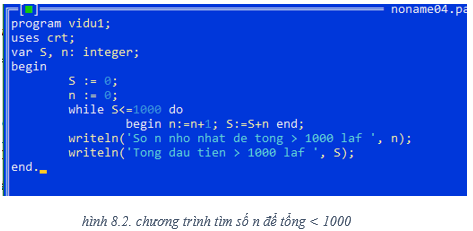 noname04.pa
program vidu1;
uses crt;
var S, n: integer;
begin
S := 0;
n := 0;
while S<=1000 do
begin n:=n+1; S:=S+n end;
writeln('So n nho nhat de tong > 1000 laf ', n);
writeln('Tong dau tien > 1000 laf ', S);
end.
hình 8.2. chương trình tìm số n để tổng < 1000